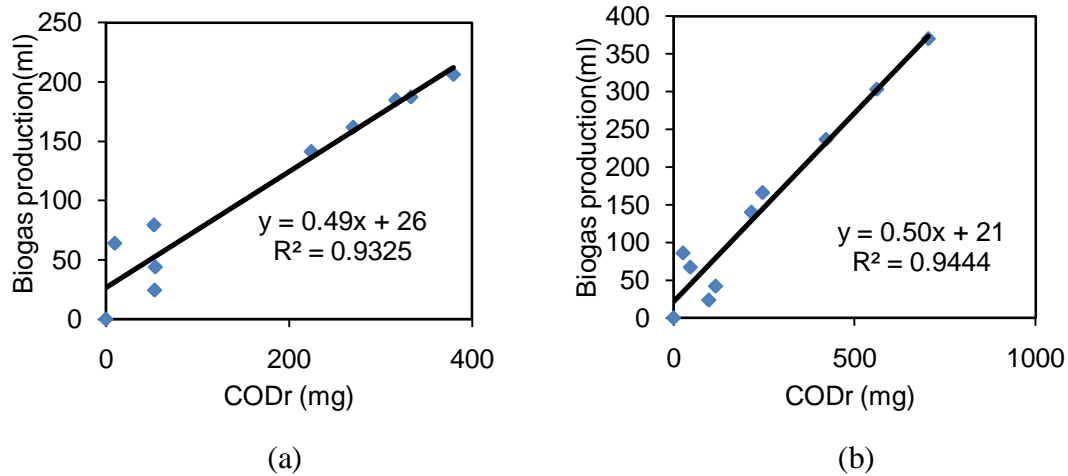 Biogas production(ml)
250
200
150
100
50
0
y = 0.49x + 26
R² = 0.9325
0 200 400
CODr (mg)
(a)
Biogas production(ml)
400
350
300
250
200
150
100
50
0
y = 0.50x + 21
R² = 0.9444
0 500 1000
CODr (mg)
(b)